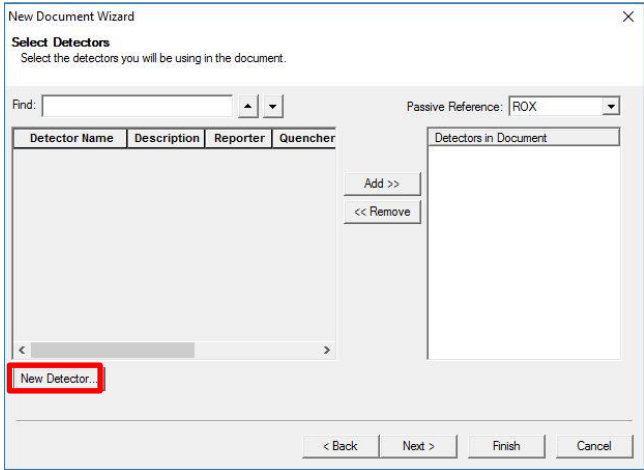 New Document Wizard
Select Detectors
Select the detectors you will be using in the document.
Find:
Passive Reference: ROX
Detector Name Description Reporter Quencher
Detectors in Document
Add >>
<< Remove
New Detector...
< Back Next > Finish Cancel